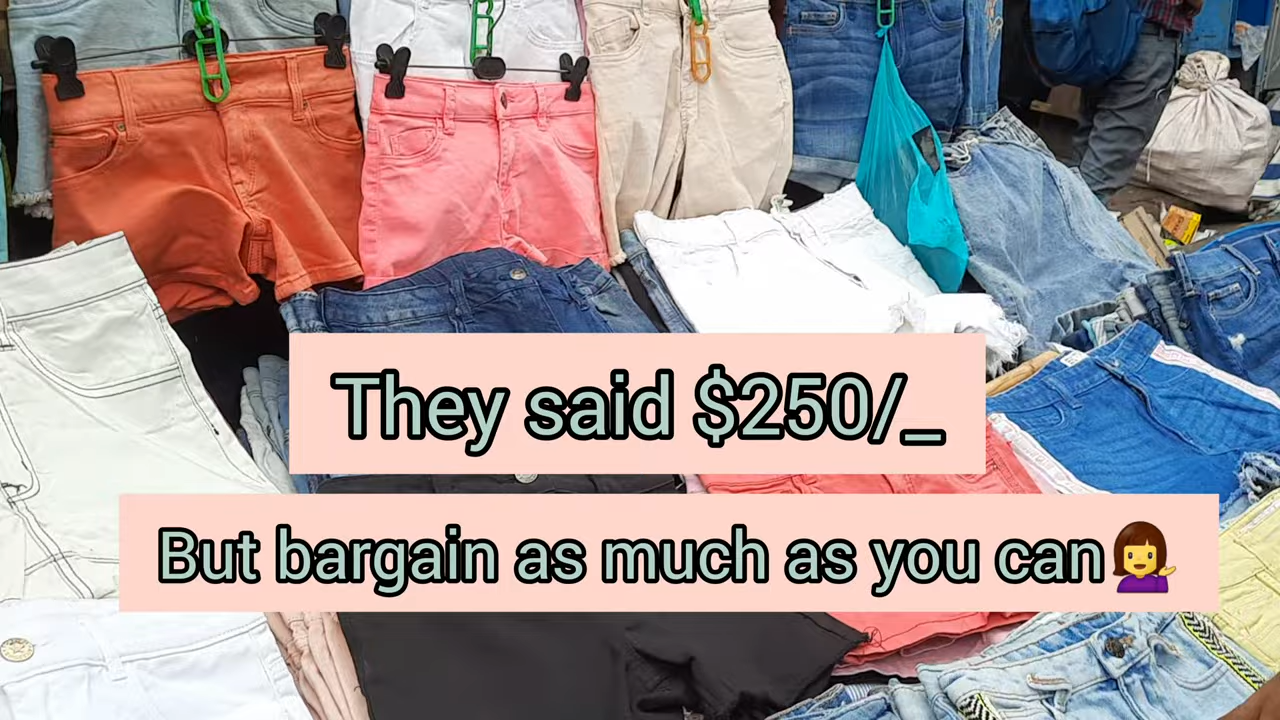 They said $250/_
But bargain as much as you can💁‍♀️